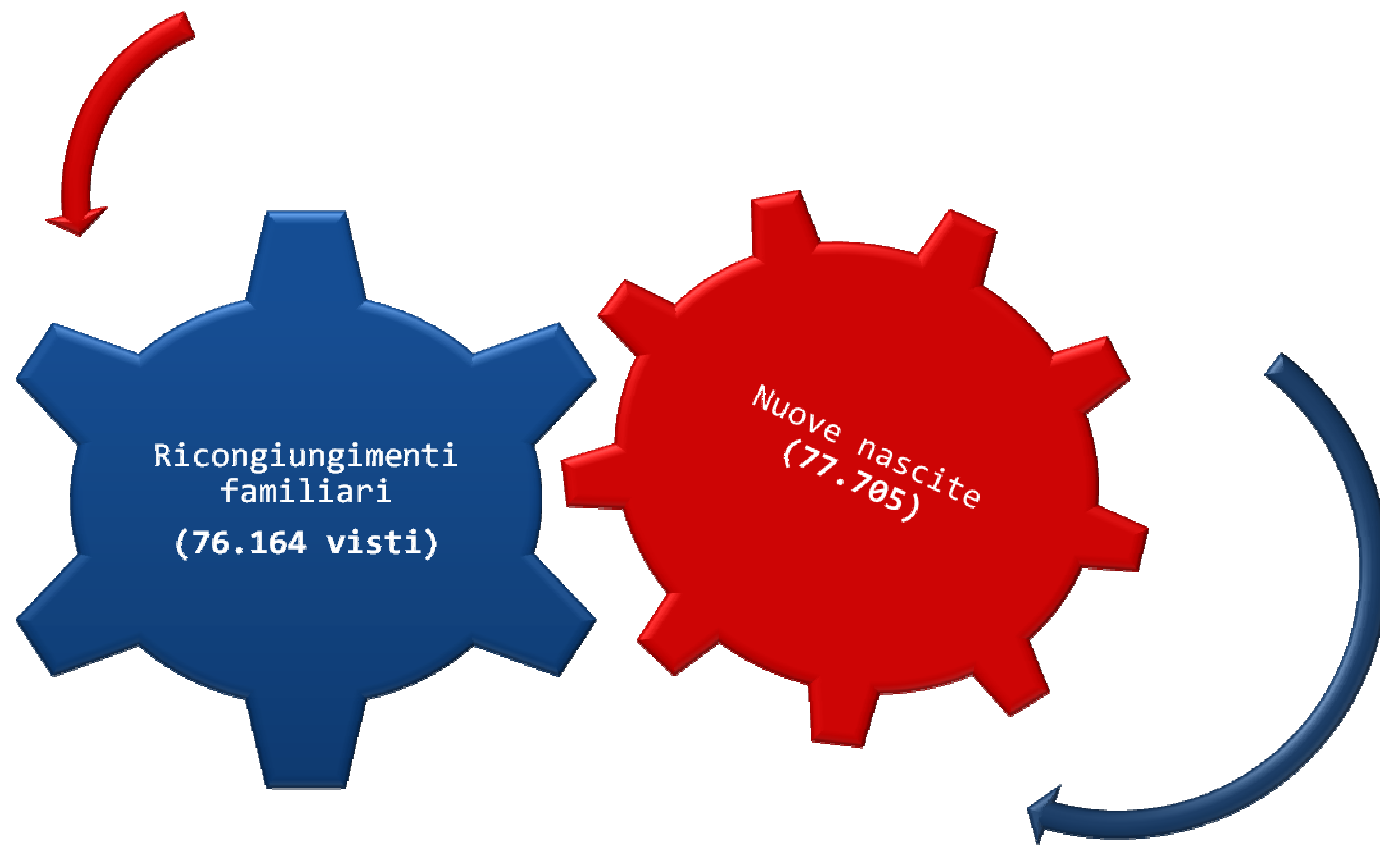 Ricongiungimenti
familiari
(76.164 visti)
Nuove nascite
(77.705)